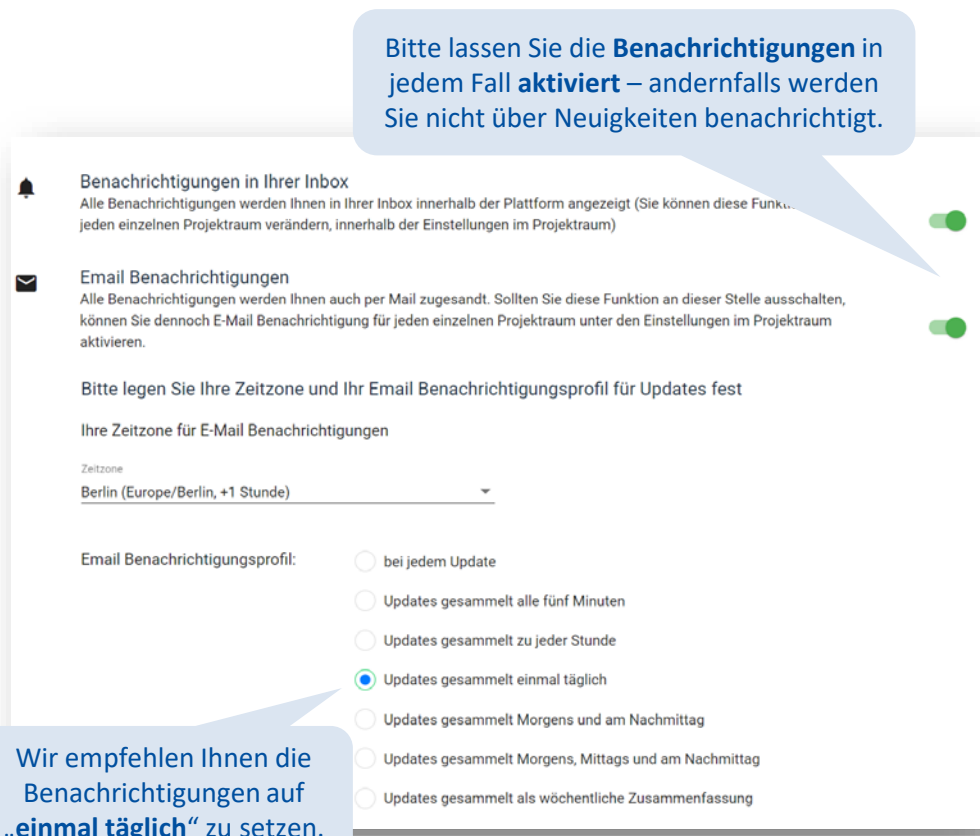 Bitte lassen Sie die Benachrichtigungen in
jedem Fall aktiviert – andernfalls werden
Sie nicht über Neuigkeiten benachrichtigt.
Benachrichtigungen in Ihrer Inbox
Alle Benachrichtigungen werden Ihnen in Ihrer Inbox innerhalb der Plattform angezeigt (Sie können diese
jeden einzelnen Projektraum verändern, innerhalb der Einstellungen im Projektraum)
Email Benachrichtigungen
Alle Benachrichtigungen werden Ihnen auch per Mail zugesandt. Sollten Sie diese Funktion an dieser Stelle ausschalten,
können Sie dennoch E-Mail Benachrichtigung für jeden einzelnen Projektraum unter den Einstellungen im Projektraum
aktivieren.
Bitte legen Sie Ihre Zeitzone und Ihr Email Benachrichtigungsprofil für Updates fest
Ihre Zeitzone für E-Mail Benachrichtigungen
Zeitzone
Berlin (Europe/Berlin, +1 Stunde)
Email Benachrichtigungsprofil:
bei jedem Update
Updates gesammelt alle fünf Minuten
Updates gesammelt zu jeder Stunde
Updates gesammelt einmal täglich
Updates gesammelt Morgens und am Nachmittag
Updates gesammelt Morgens, Mittags und am Nachmittag
Updates gesammelt als wöchentliche Zusammenfassung
Wir empfehlen Ihnen die
Benachrichtigungen auf
„einmal täglich“ zu setzen.